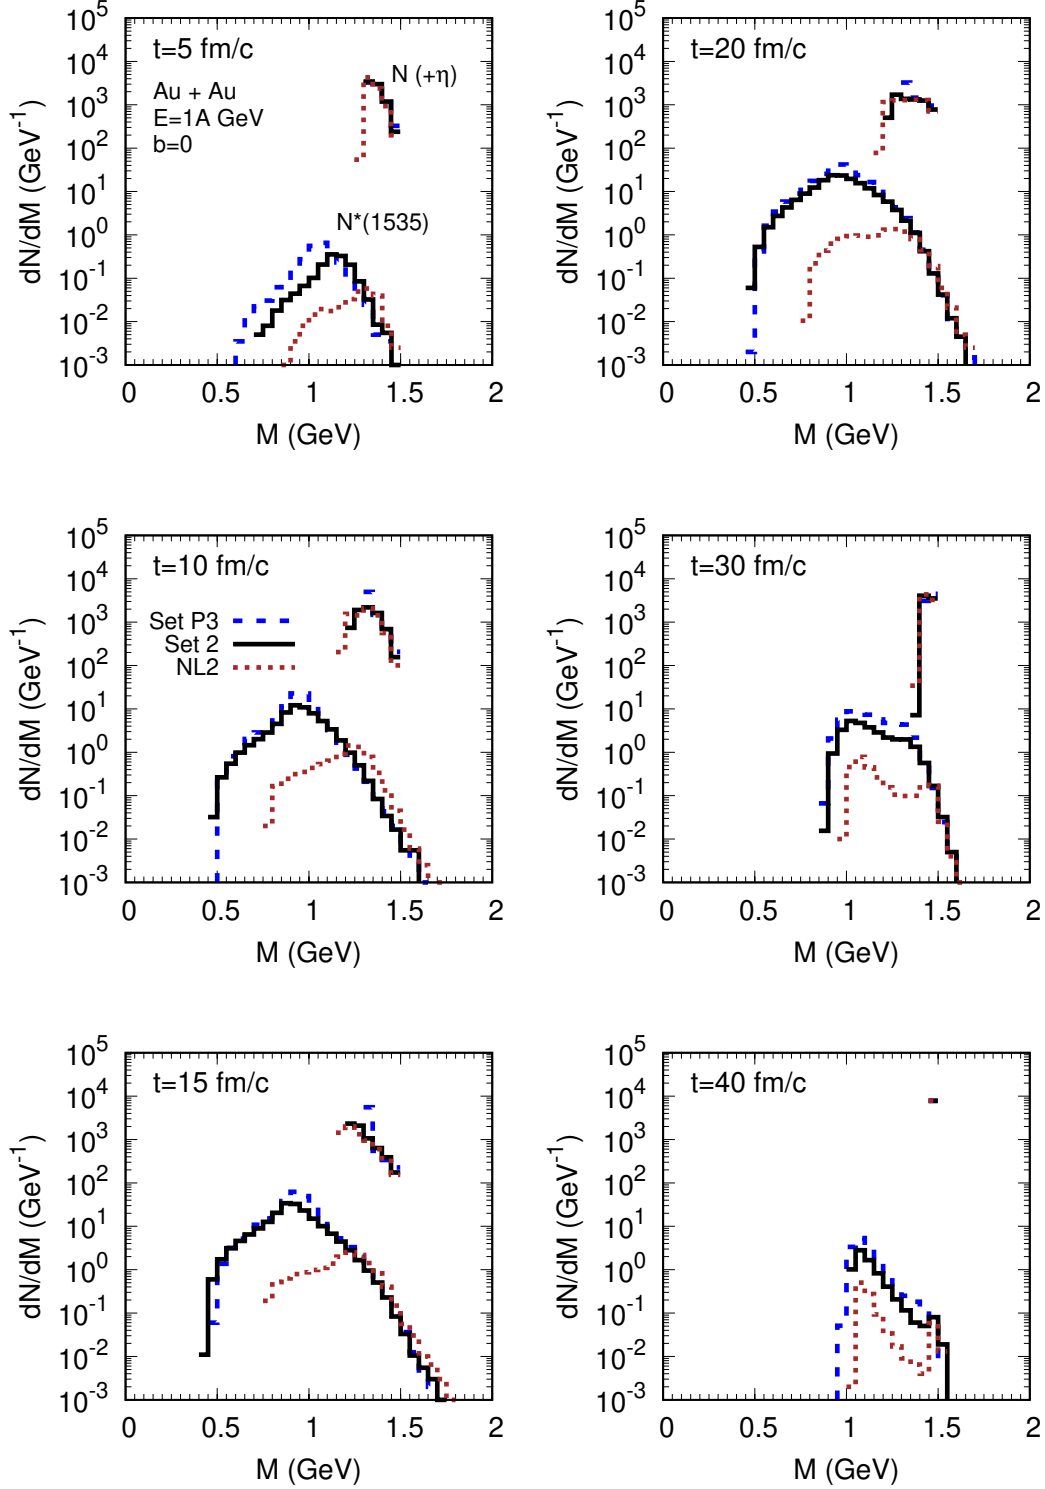 10^5
10^4
10^3
10^2
10^1
10^0
10^-1
10^-2
10^-3
dN/dM (GeV^-1)
t=5 fm/c
Au + Au
E=1A GeV
b=0
N (+η)
N*(1535)
0 0.5 1 1.5 2
M (GeV)
10^5
10^4
10^3
10^2
10^1
10^0
10^-1
10^-2
10^-3
dN/dM (GeV^-1)
t=20 fm/c
0 0.5 1 1.5 2
M (GeV)
10^5
10^4
10^3
10^2
10^1
10^0
10^-1
10^-2
10^-3
dN/dM (GeV^-1)
t=10 fm/c
Set P3
Set 2
NL2
0 0.5 1 1.5 2
M (GeV)
10^5
10^4
10^3
10^2
10^1
10^0
10^-1
10^-2
10^-3
dN/dM (GeV^-1)
t=30 fm/c
0 0.5 1 1.5 2
M (GeV)
10^5
10^4
10^3
10^2
10^1
10^0
10^-1
10^-2
10^-3
dN/dM (GeV^-1)
t=15 fm/c
0 0.5 1 1.5 2
M (GeV)
10^5
10^4
10^3
10^2
10^1
10^0
10^-1
10^-2
10^-3
dN/dM (GeV^-1)
t=40 fm/c
0 0.5 1 1.5 2
M (GeV)